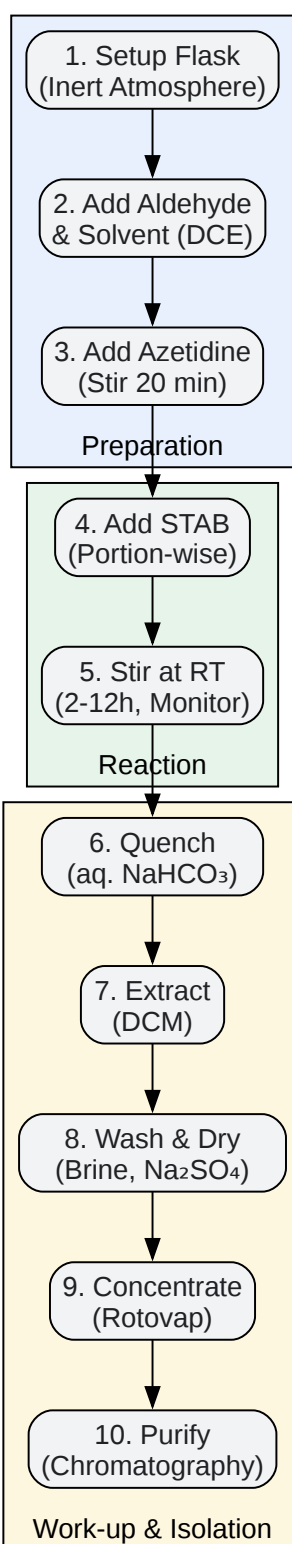 1. Setup Flask
(Inert Atmosphere)
2. Add Aldehyde
& Solvent (DCE)
3. Add Azetidine
(Stir 20 min)
Preparation
4. Add STAB
(Portion-wise)
5. Stir at RT
(2-12h, Monitor)
Reaction
6. Quench
(aq. NaHCO₃)
7. Extract
(DCM)
8. Wash & Dry
(Brine, Na₂SO₄)
9. Concentrate
(Rotovap)
10. Purify
(Chromatography)
Work-up & Isolation